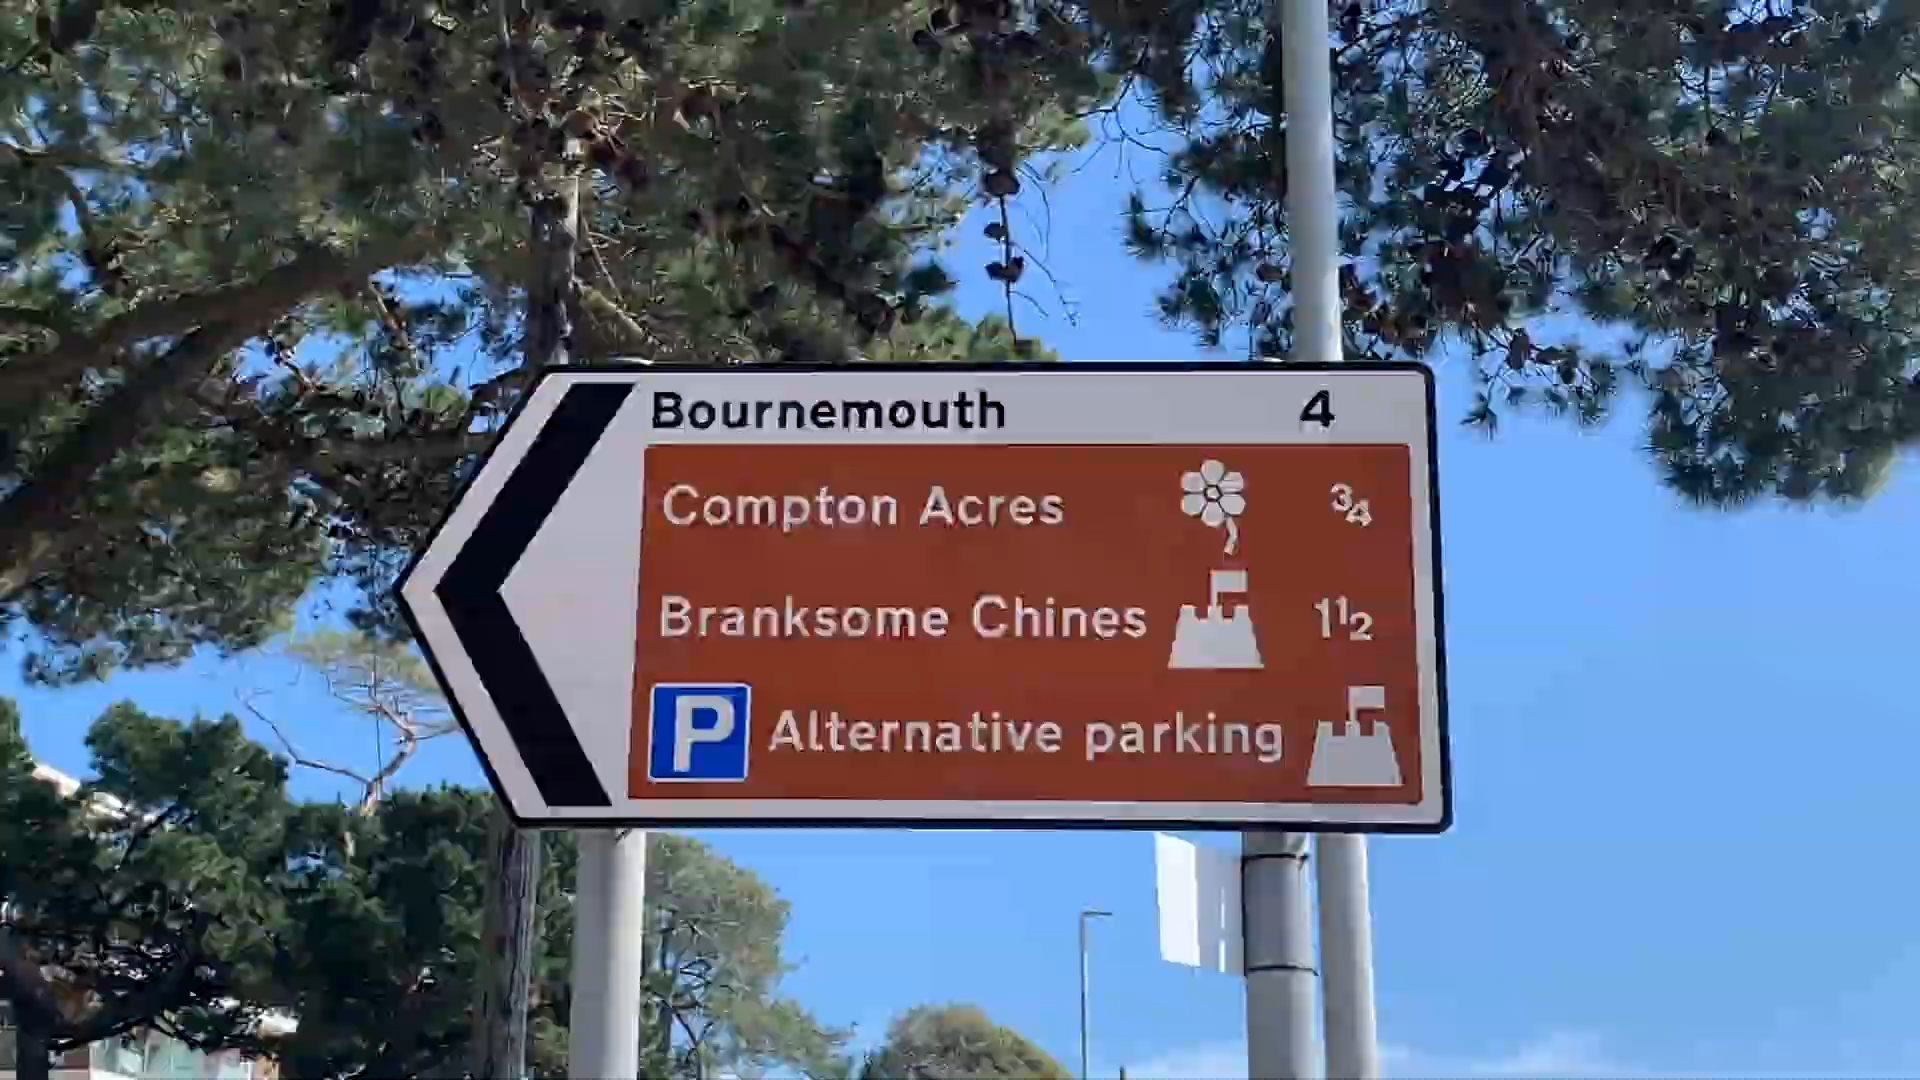 Bournemouth 4
Compton Acres ¾
Branksome Chines 1½
P Alternative parking